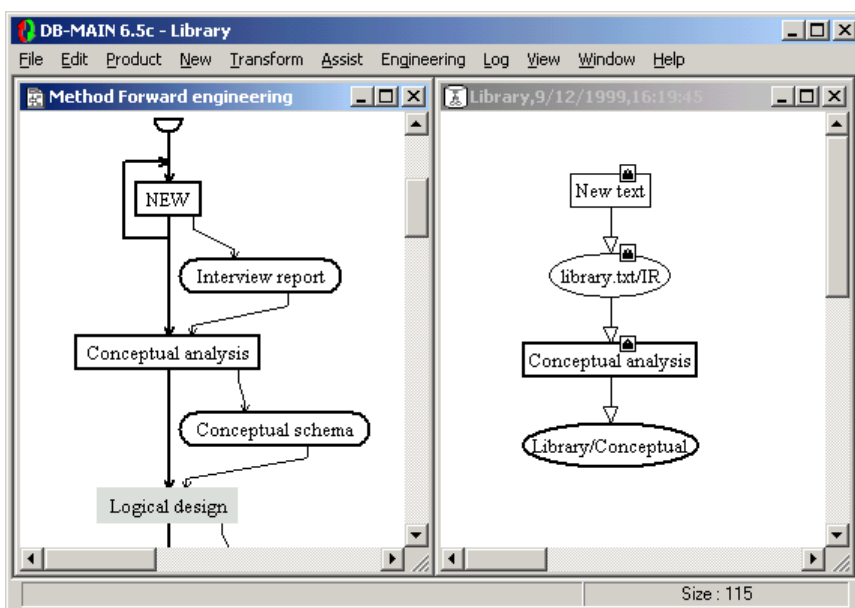 DB-MAIN 6.5c - Library
File Edit Product New Transform Assist Engineering Log View Window Help
Method Forward engineering
NEW
Interview report
Conceptual analysis
Conceptual schema
Logical design
Library,9/12/1999,16:19:45
New text
library.txt/IR
Conceptual analysis
Library/Conceptual
Size : 115